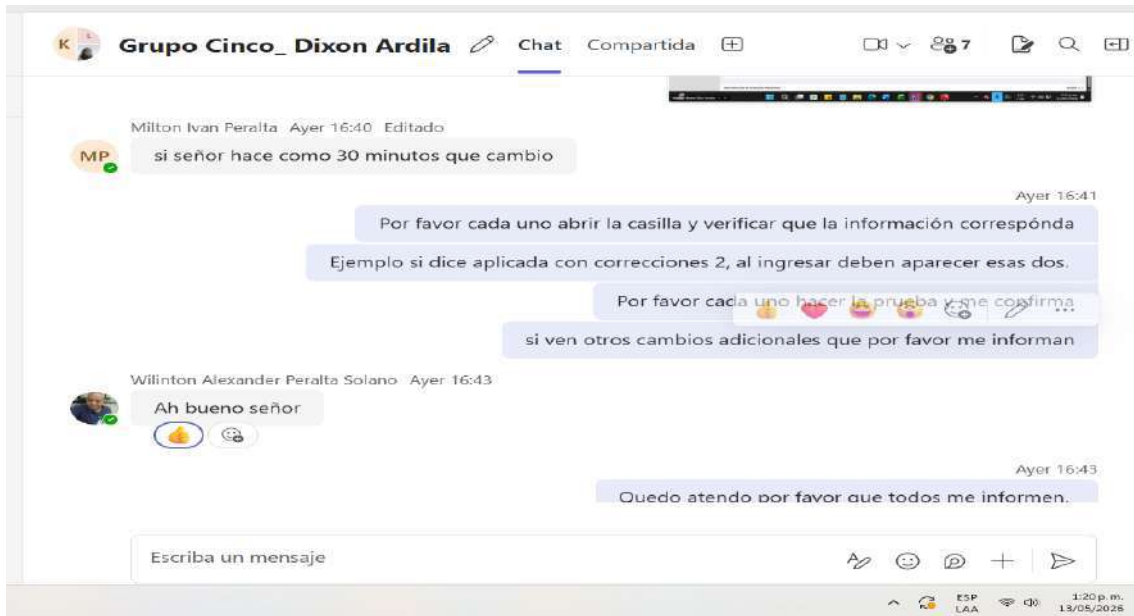 K
Grupo Cinco_ Dixon Ardila Chat Compartida 7
Milton Ivan Peralta Ayer 16:40 Editado
MP
si señor hace como 30 minutos que cambio
Ayer 16:41
Por favor cada uno abrir la casilla y verificar que la información correspónda
Ejemplo si dice aplicada con correcciones 2, al ingresar deben aparecer esas dos.
Por favor cada uno hacer la prueba y me confirma
si ven otros cambios adicionales que por favor me informan
Wilinton Alexander Peralta Solano Ayer 16:43
Ah bueno señor
Ayer 16:43
Quedo atendo por favor que todos me informen.
Escriba un mensaje
ESP
LAA
1:20 p. m.
13/05/2026